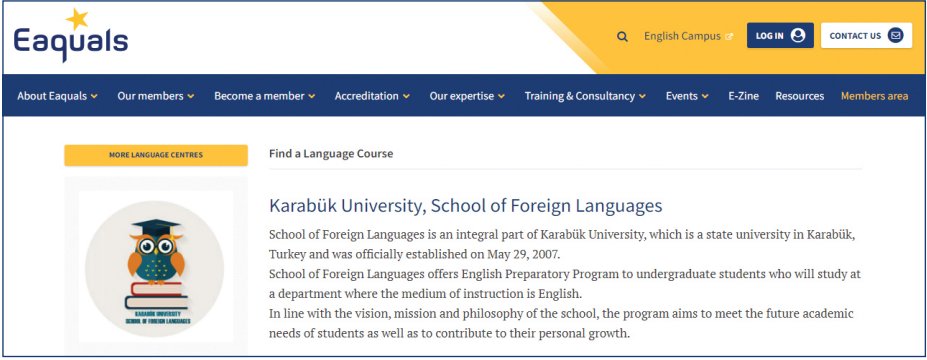 Eaquals
English Campus
LOG IN
CONTACT US
About Eaquals
Our members
Become a member
Accreditation
Our expertise
Training & Consultancy
Events
E-Zine
Resources
Members area
MORE LANGUAGE CENTRES
Find a Language Course
KARABÜK UNIVERSITY
SCHOOL OF FOREIGN LANGUAGES
Karabük University, School of Foreign Languages
School of Foreign Languages is an integral part of Karabük University, which is a state university in Karabük,
Turkey and was officially established on May 29, 2007.
School of Foreign Languages offers English Preparatory Program to undergraduate students who will study at
a department where the medium of instruction is English.
In line with the vision, mission and philosophy of the school, the program aims to meet the future academic
needs of students as well as to contribute to their personal growth.